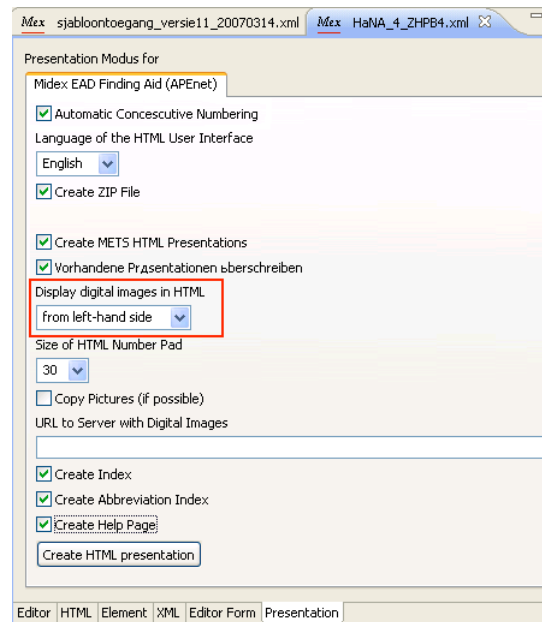 Mex sjabloontoegang_versie11_20070314.xml Mex HaNA_4_ZHPB4.xml
Presentation Modus for
Midex EAD Finding Aid (APEnet)
Automatic Concescutive Numbering
Language of the HTML User Interface
English
Create ZIP File
Create METS HTML Presentations
Vorhandene Prдsentationen ьberschreiben
Display digital images in HTML
from left-hand side
Size of HTML Number Pad
30
Copy Pictures (if possible)
URL to Server with Digital Images
Create Index
Create Abbreviation Index
Create Help Page
Create HTML presentation
Editor HTML Element XML Editor Form Presentation